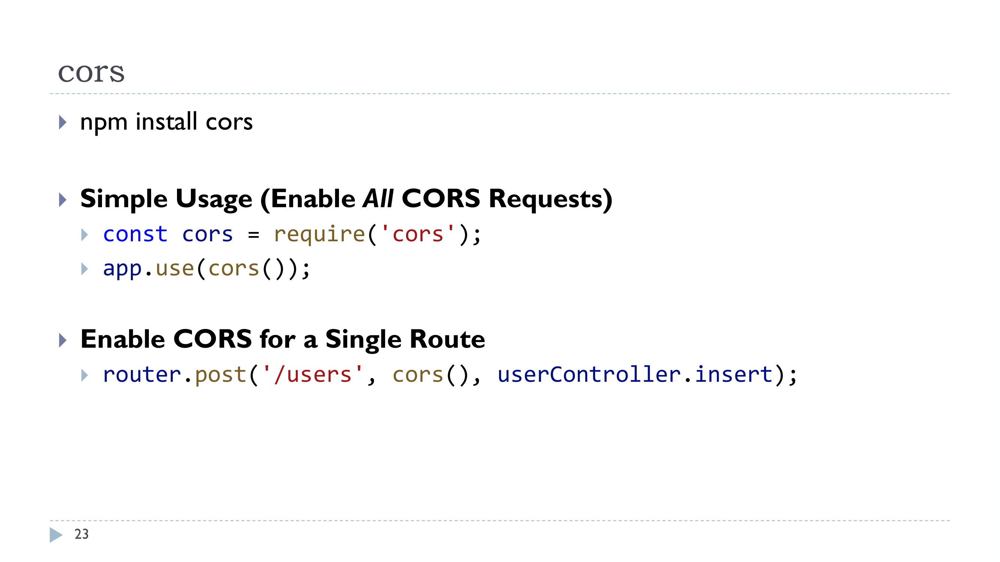 cors
npm install cors
Simple Usage (Enable All CORS Requests)
const cors = require('cors');
app.use(cors());
Enable CORS for a Single Route
router.post('/users', cors(), userController.insert);
23